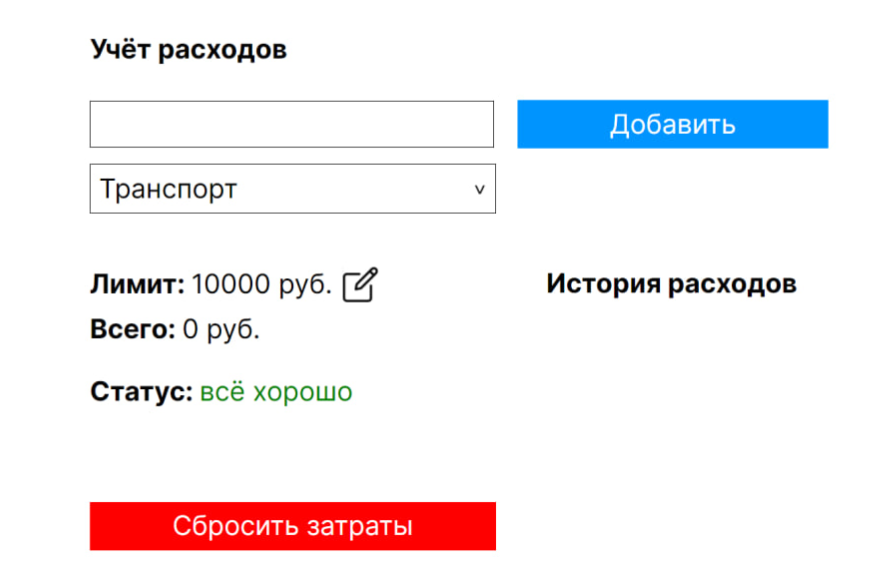 Учёт расходов
Добавить
Транспорт
Лимит: 10000 руб.
Всего: 0 руб.
Статус: всё хорошо
История расходов
Сбросить затраты